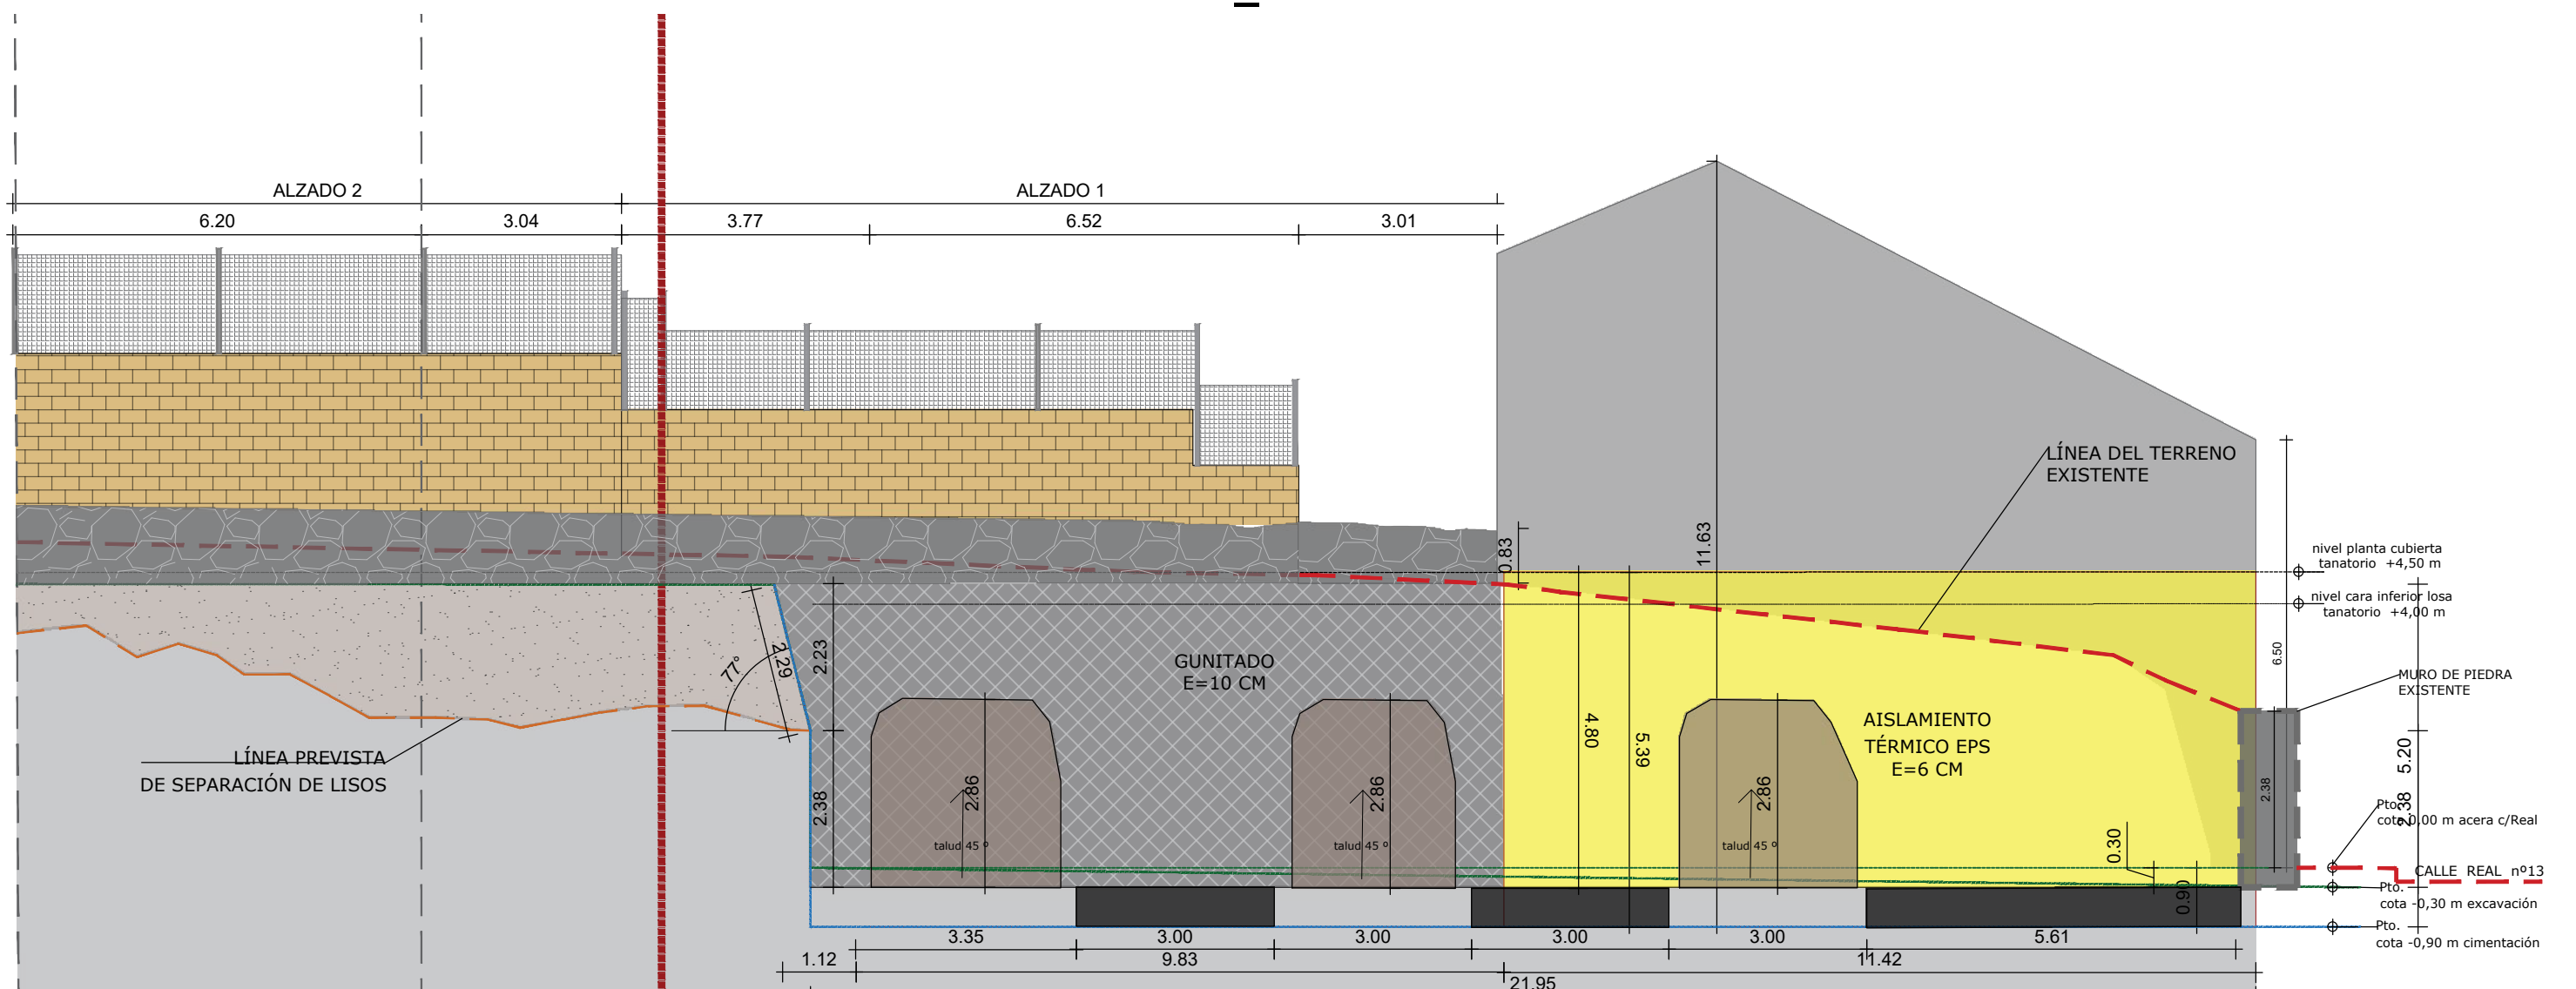 ALZADO 2
ALZADO 1
6.20
3.04
3.77
6.52
3.01
LÍNEA DEL TERRENO
EXISTENTE
11.63
0.83
nivel planta cubierta
tanatorio +4,50 m
nivel cara inferior losa
tanatorio +4,00 m
6.50
MURO DE PIEDRA
EXISTENTE
77°
2.29
2.23
GUNITADO
E=10 CM
4.80
5.39
AISLAMIENTO
TÉRMICO EPS
E=6 CM
5.20
2.38
LÍNEA PREVISTA
DE SEPARACIÓN DE LISOS
2.38
2.86
2.86
2.86
2.38
talud 45 º
talud 45 º
talud 45 º
0.30
0.90
Pto.
cota 0,00 m acera c/Real
CALLE REAL nº13
Pto.
cota -0,30 m excavación
Pto.
cota -0,90 m cimentación
3.35
3.00
3.00
3.00
3.00
5.61
1.12
9.83
11.42
21.95